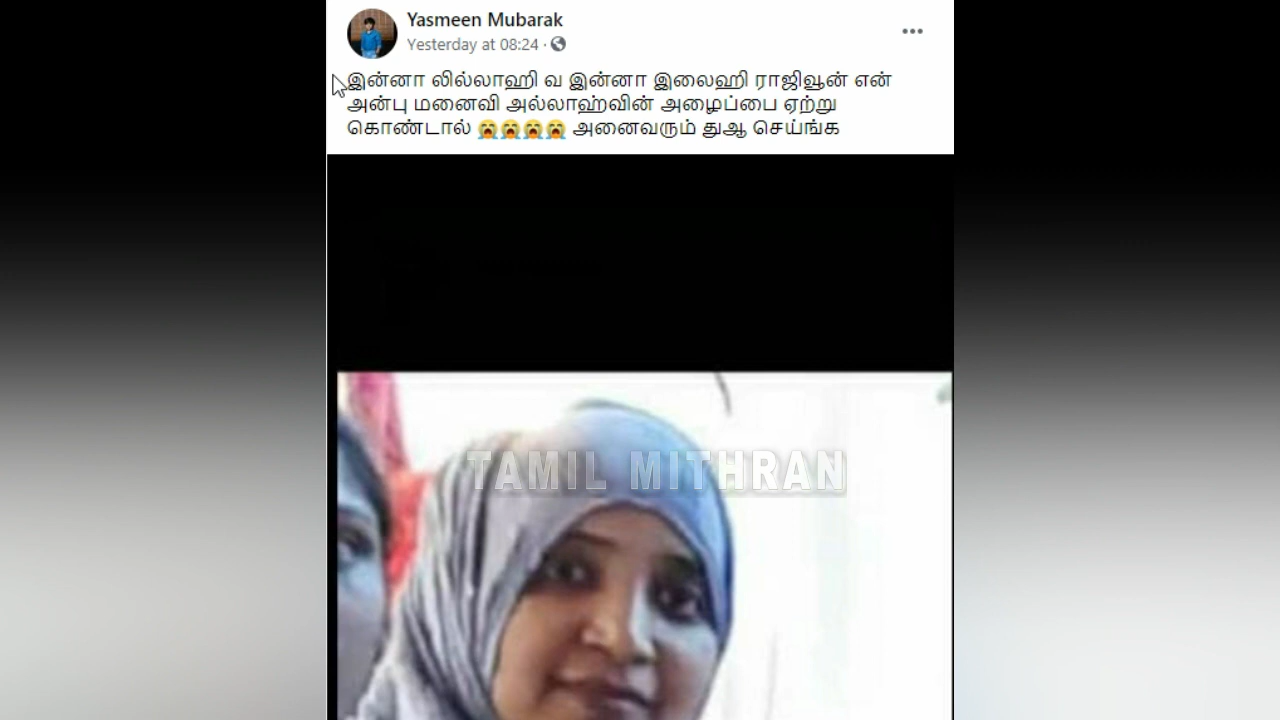 Yasmeen Mubarak
Yesterday at 08:24 ·
இன்னா லில்லாஹி வ இன்னா இலைஹி ராஜிவூன் என்
அன்பு மனைவி அல்லாஹ்வின் அழைப்பை ஏற்று
கொண்டால் 😭😭😭😭 அனைவரும் துஆ செய்ங்க
TAMIL MITHRAN